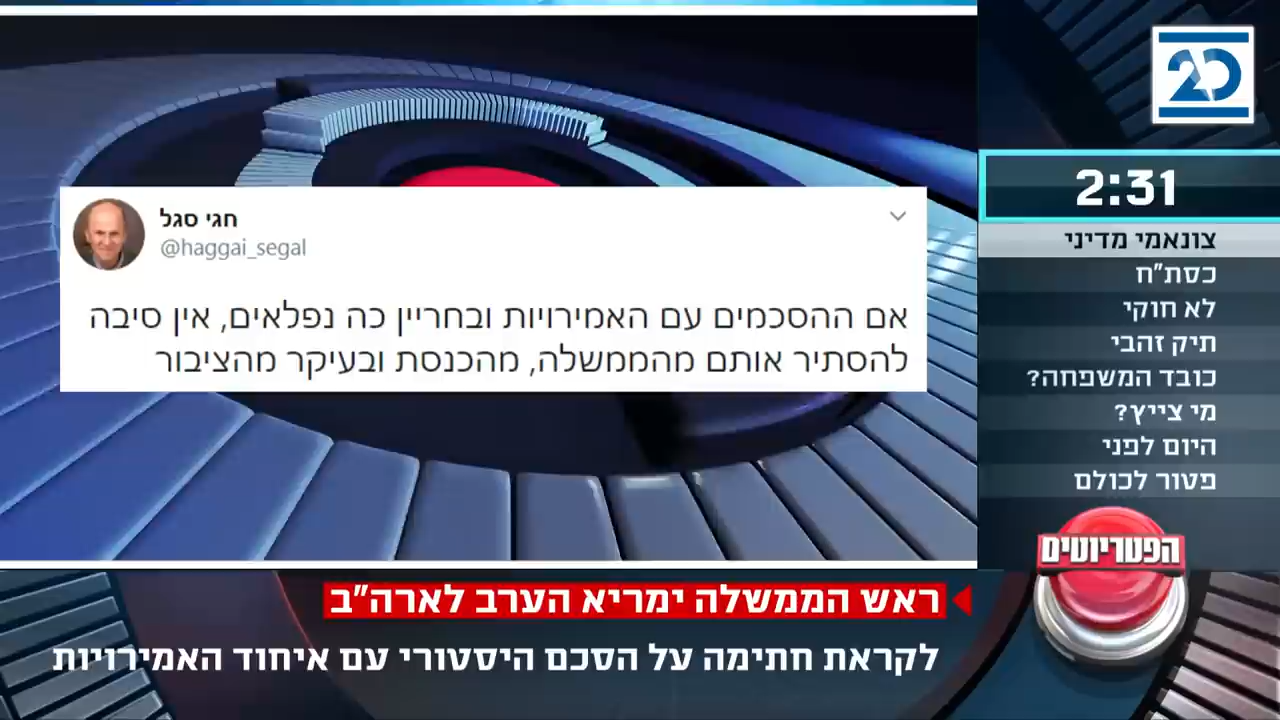 20
2:31
צונאמי מדיני
כסת"ח
לא חוקי
תיק זהבי
כובד המשפחה?
מי צייץ?
היום לפני
פטור לכולם
הפטריוטים
חגי סגל
@haggai_segal
אם ההסכמים עם האמירויות ובחריין כה נפלאים, אין סיבה
להסתיר אותם מהממשלה, מהכנסת ובעיקר מהציבור
ראש הממשלה ימריא הערב לארה"ב
לקראת חתימה על הסכם היסטורי עם איחוד האמירויות